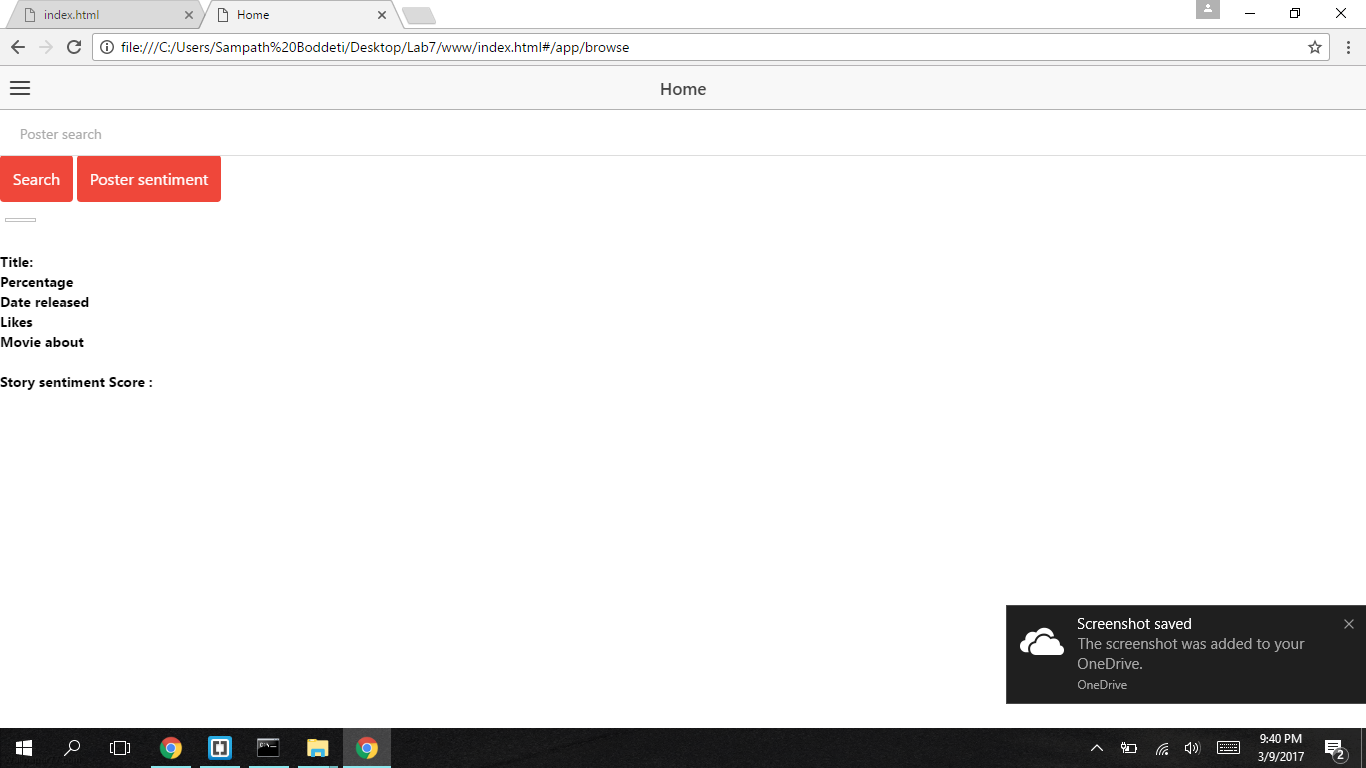 index.html
Home
file:///C:/Users/Sampath%20Boddeti/Desktop/Lab7/www/index.html#/app/browse
Home
Poster search
Search Poster sentiment
Title:
Percentage
Date released
Likes
Movie about
Story sentiment Score :
Screenshot saved
The screenshot was added to your
OneDrive.
OneDrive
9:40 PM
3/9/2017
2